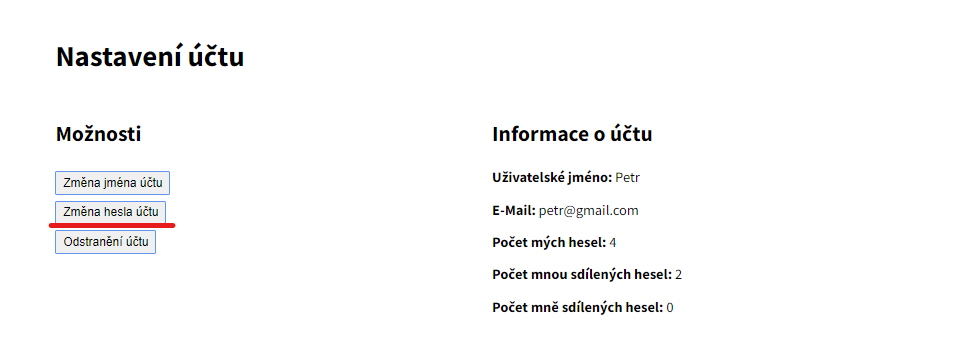 Nastavení účtu
Možnosti
Změna jména účtu
Změna hesla účtu
Odstranění účtu
Informace o účtu
Uživatelské jméno: Petr
E-Mail: petr@gmail.com
Počet mých hesel: 4
Počet mnou sdílených hesel: 2
Počet mně sdílených hesel: 0